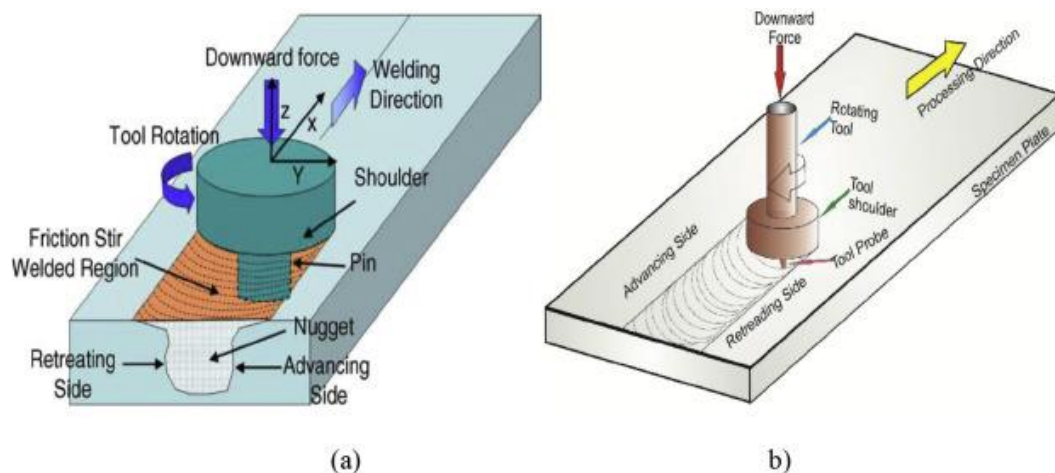 Downward force
z
x
Y
Welding
Direction
Tool Rotation
Shoulder
Friction Stir
Welded Region
Pin
Nugget
Retreating
Side
Advancing
Side
(a)
Downward
Force
Processing Direction
Rotating
Tool
Specimen Plate
Tool
shoulder
Advancing Side
Tool Probe
Retreading Side
b)